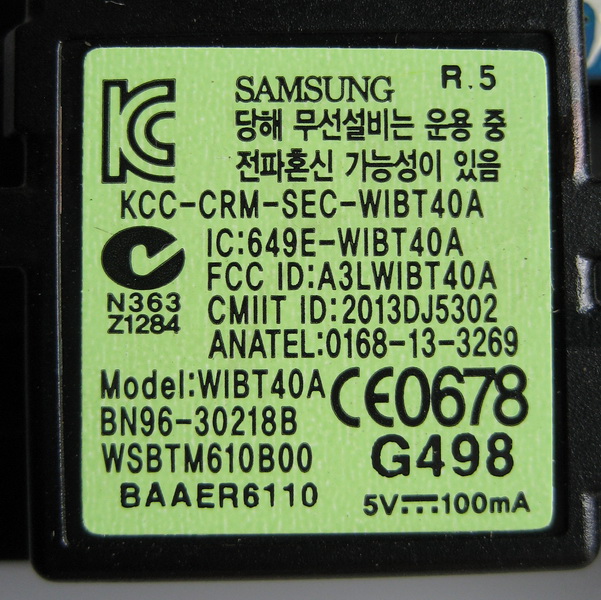 SAMSUNG R.5
당해 무선설비는 운용 중
전파혼신 가능성이 있음
KCC-CRM-SEC-WIBT40A
IC:649E-WIBT40A
FCC ID:A3LWIBT40A
N363
Z1284
CMIIT ID:2013DJ5302
ANATEL:0168-13-3269
Model:WIBT40A
CE0678
BN96-30218B
WSBTM610B00
G498
BAAER6110
5V⎓100mA